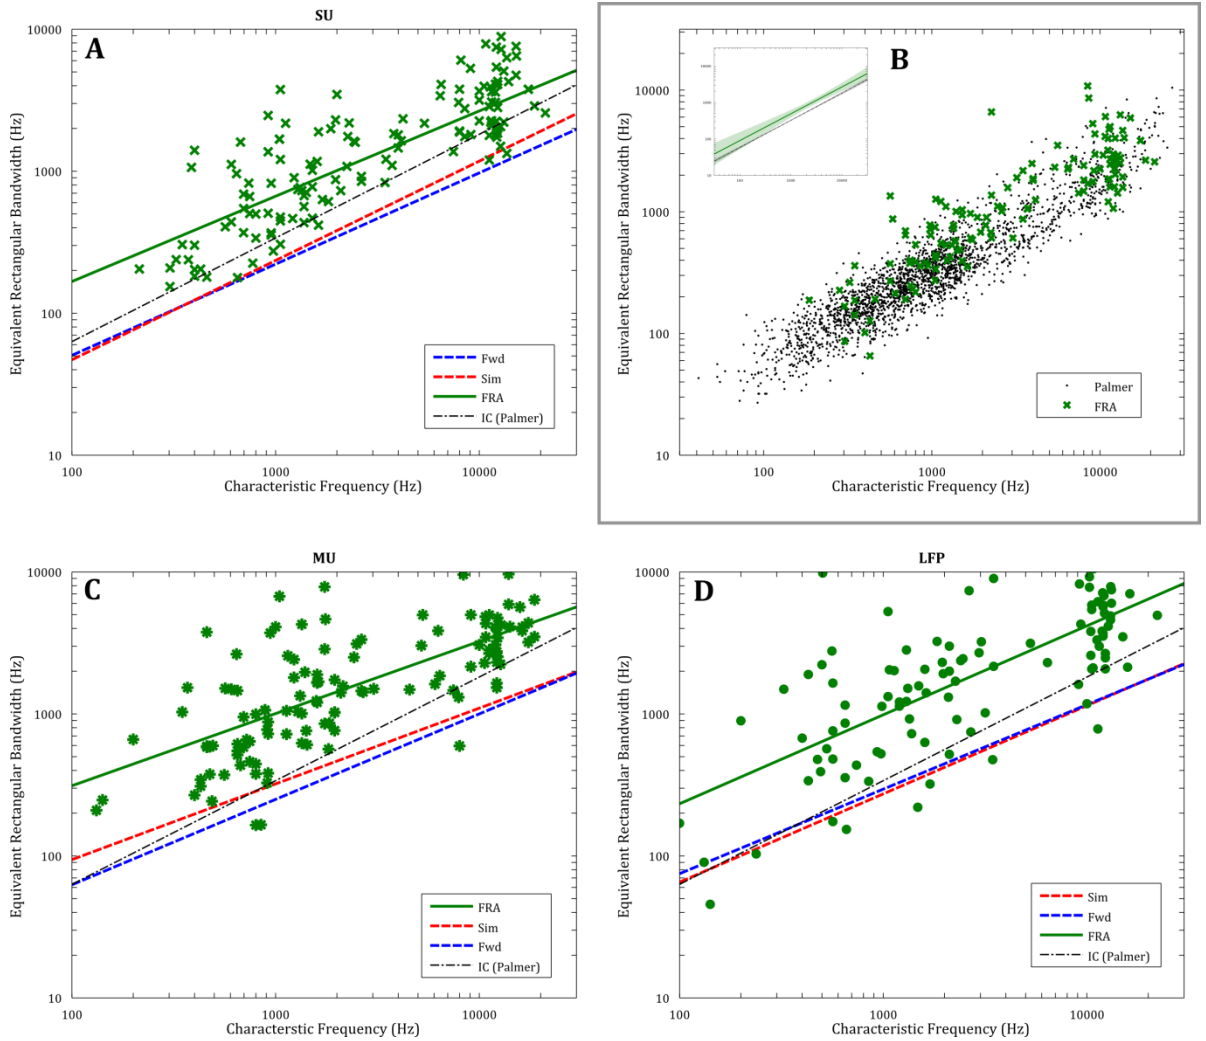 SU
A
10000
1000
100
10
Equivalent Rectangular Bandwidth (Hz)
Fwd
Sim
FRA
IC (Palmer)
100
1000
10000
Characteristic Frequency (Hz)
B
10000
1000
100
10
Equivalent Rectangular Bandwidth (Hz)
Palmer
FRA
100
1000
10000
Characteristic Frequency (Hz)
MU
C
10000
1000
100
10
Equivalent Rectangular Bandwidth (Hz)
FRA
Sim
Fwd
IC (Palmer)
100
1000
10000
Characterstic Frequency (Hz)
LFP
D
10000
1000
100
10
Equivalent Rectangular Bandwidth (Hz)
Sim
Fwd
FRA
IC (Palmer)
100
1000
10000
Characteristic Frequency (Hz)